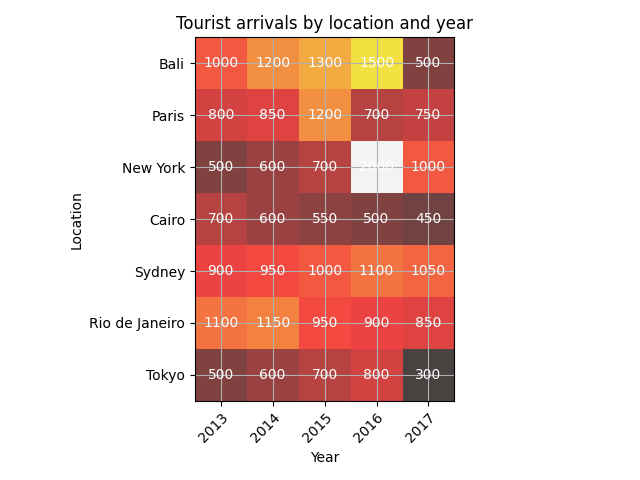 Tourist arrivals by location and year
Bali 1000 1200 1300 1500 500
Paris 800 850 1200 700 750
New York 500 600 700 1000
Cairo 700 600 550 500 450
Sydney 900 950 1000 1100 1050
Rio de Janeiro 1100 1150 950 900 850
Tokyo 500 600 700 800 300
Location
2013 2014 2015 2016 2017
Year